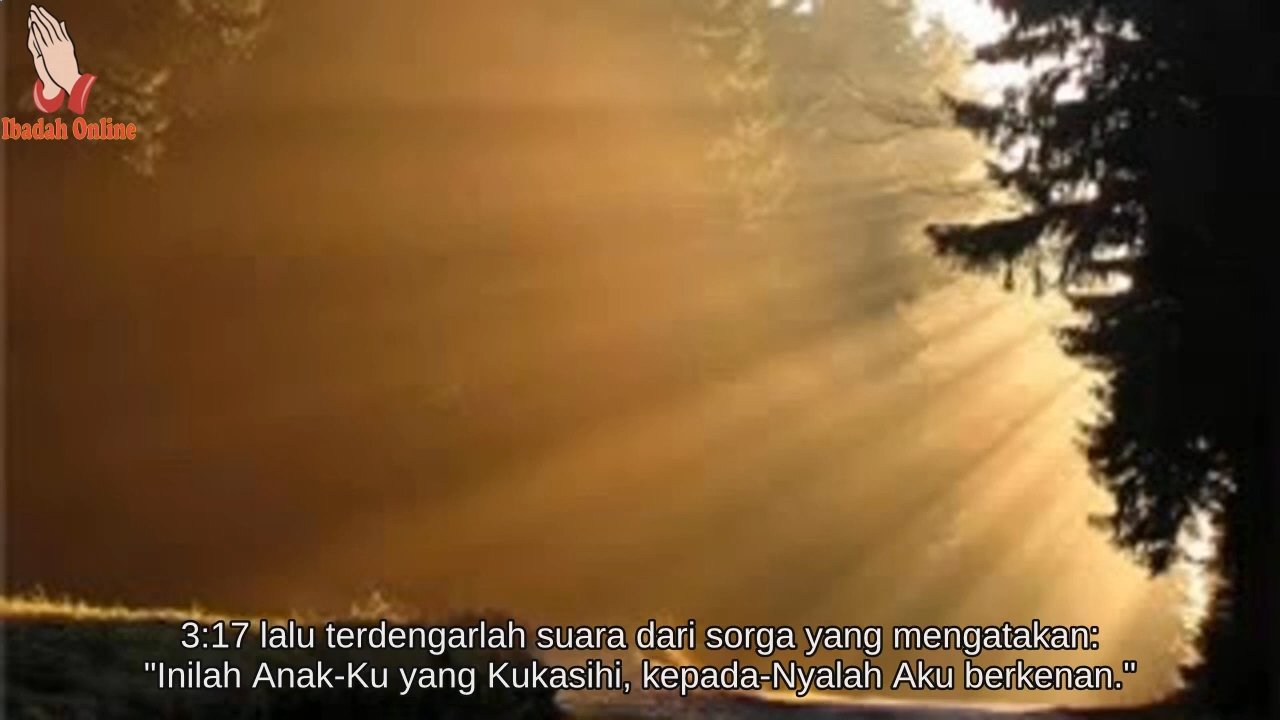 Ibadah Online
3:17 lalu terdengarlah suara dari sorga yang mengatakan:
"Inilah Anak-Ku yang Kukasihi, kepada-Nyalah Aku berkenan."